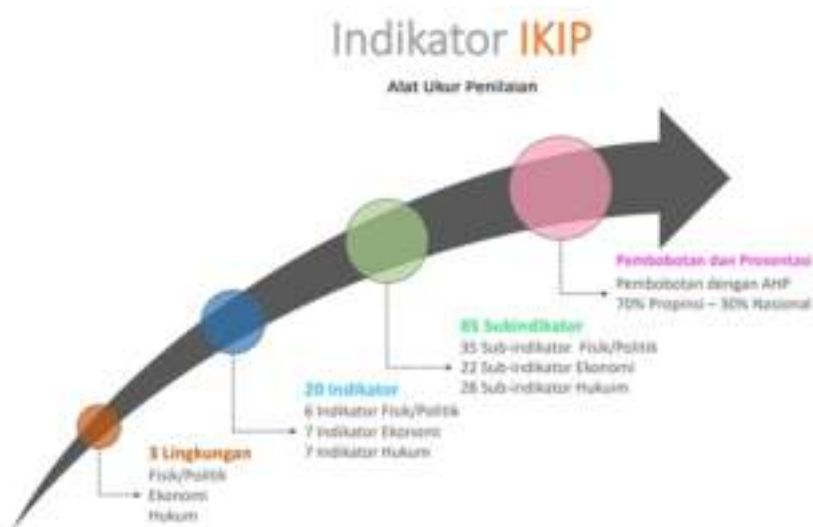 Indikator IKIP
Alat Ukur Penilaian
Pembobotan dan Presentasi
Pembobotan dengan AHP
70% Propinsi – 30% Nasional
85 Subindikator
35 Sub-indikator Fisik/Politik
22 Sub-indikator Ekonomi
28 Sub-indikator Hukuim
20 Indikator
6 Indikator Fisik/Politik
7 Indikator Ekonomi
7 Indikator Hukum
3 Lingkungan
Fisik/Politik
Ekonomi
Hukum